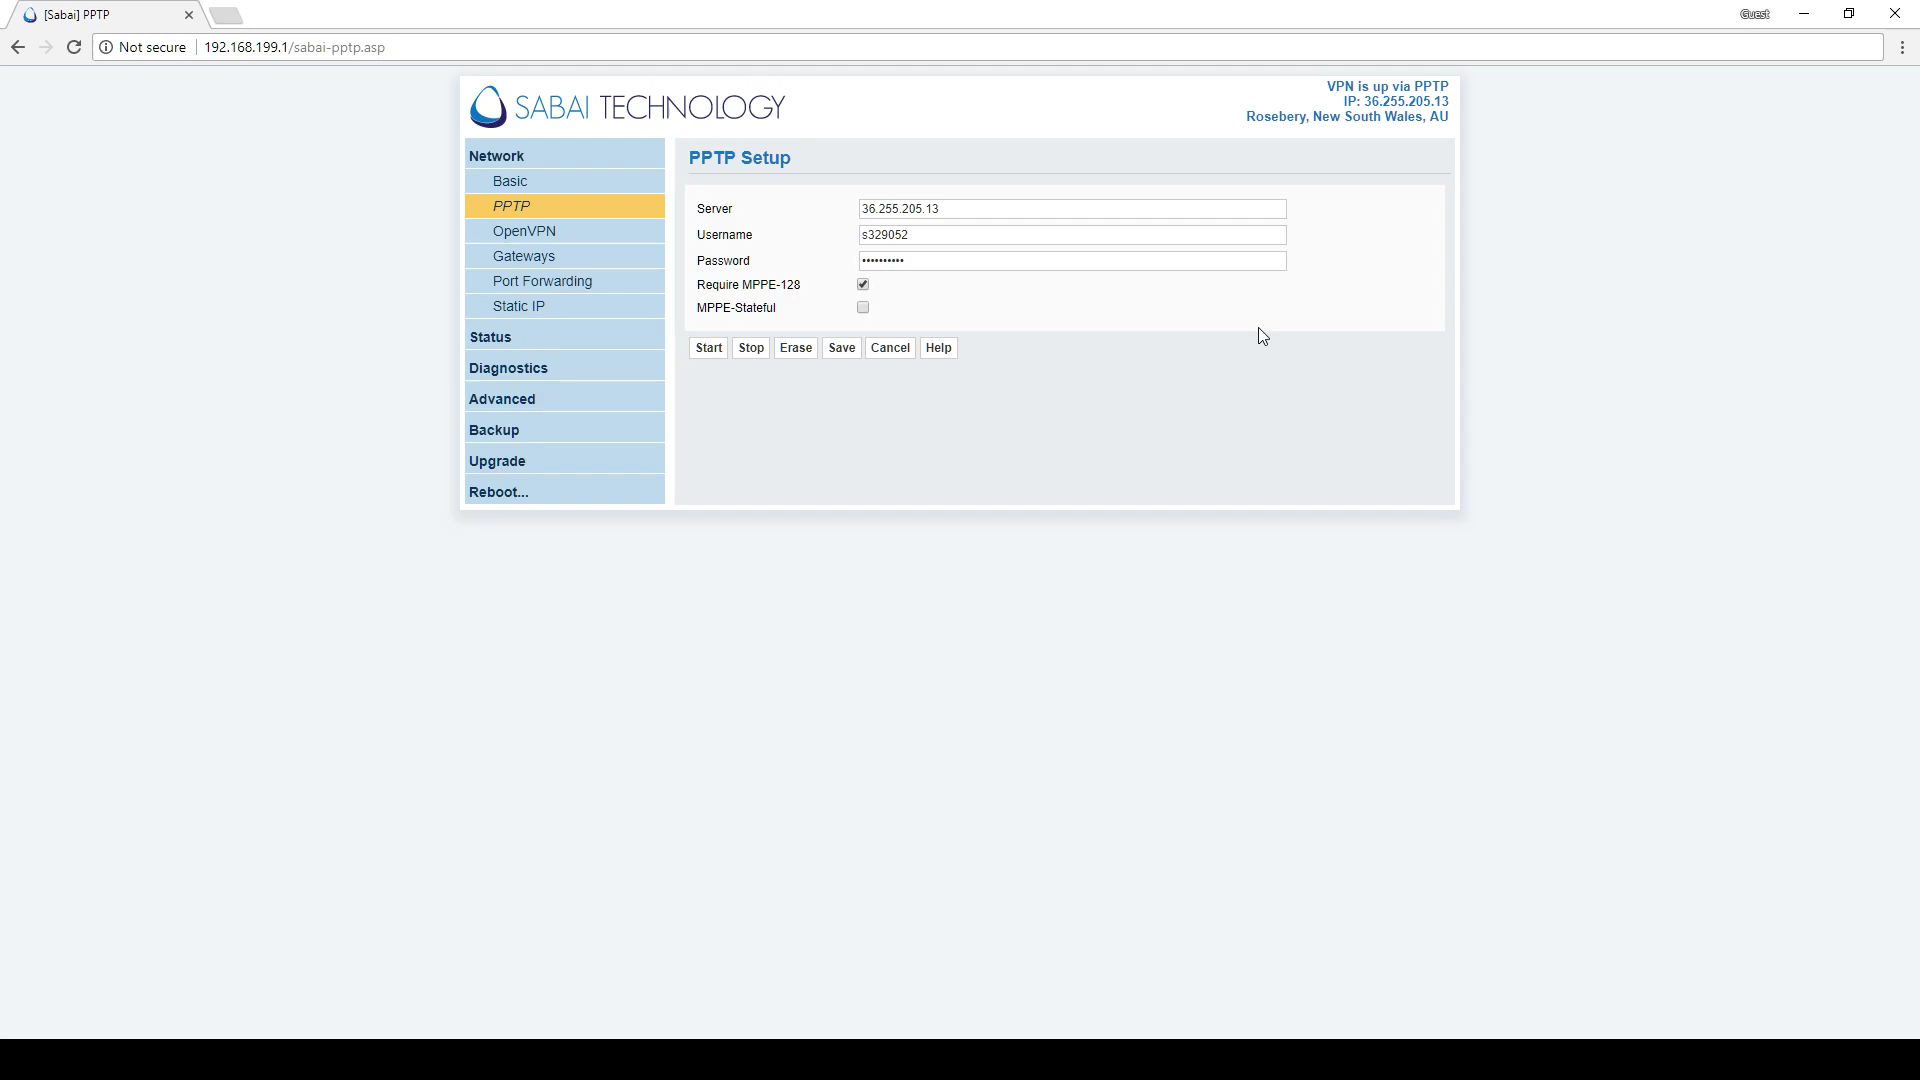 [Sabai] PPTP
Guest
Not secure
192.168.199.1/sabai-pptp.asp
SABAI TECHNOLOGY
VPN is up via PPTP
IP: 36.255.205.13
Rosebery, New South Wales, AU
Network
Basic
PPTP
OpenVPN
Gateways
Port Forwarding
Static IP
Status
Diagnostics
Advanced
Backup
Upgrade
Reboot...
PPTP Setup
Server 36.255.205.13
Username s329052
Password ••••••••••
Require MPPE-128
MPPE-Stateful
Start Stop Erase Save Cancel Help